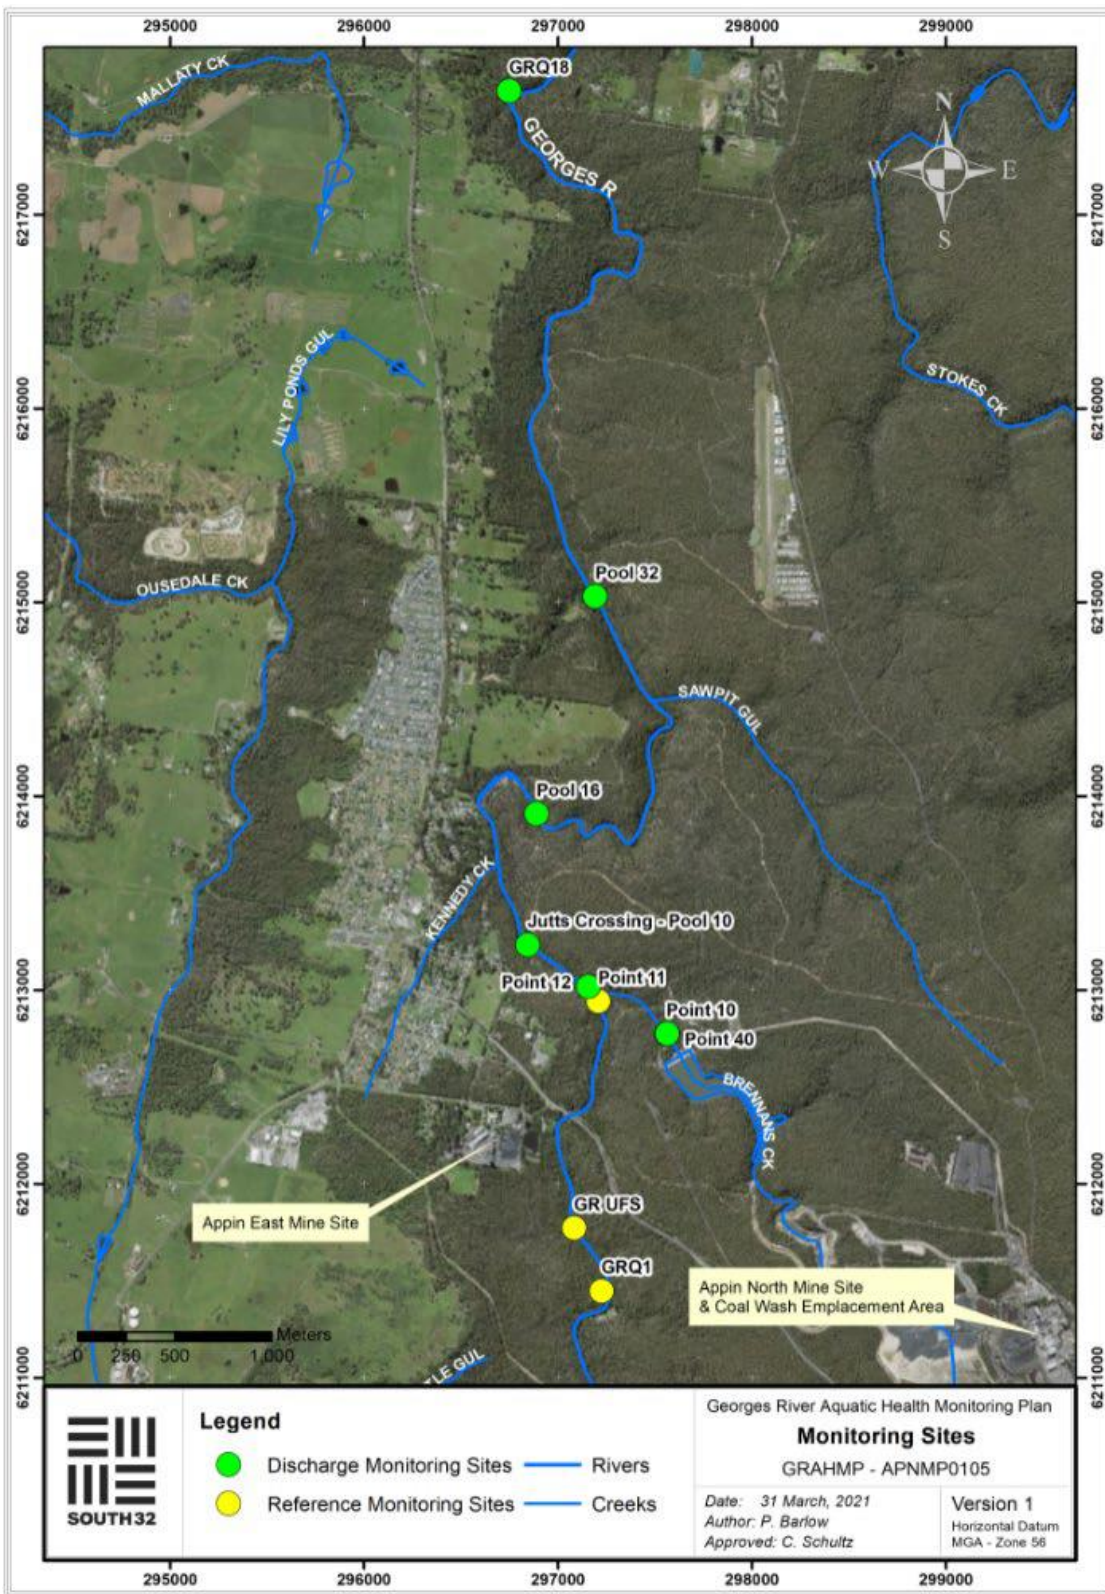 295000 296000 297000 298000 299000
GRQ18
MALLATY CK
GEORGES R
N
W E
S
6217000 6217000
LILY PONDS GUL
STOKES CK
6216000 6216000
Pool 32
OUSEDALE CK
6215000 6215000
SAWPIT GUL
Pool 16
6214000 6214000
KENNEDY CK
Jutts Crossing - Pool 10
Point 12 Point 11
6213000 6213000
Point 10
Point 40
BRENNANS CK
6212000 6212000
GR UFS
Appin East Mine Site
GRQ1
Appin North Mine Site
& Coal Wash Emplacement Area
Meters
0 250 500 1,000
TLE GUL
6211000 6211000
SOUTH32
Legend
Discharge Monitoring Sites
Reference Monitoring Sites
Rivers
Creeks
Georges River Aquatic Health Monitoring Plan
Monitoring Sites
GRAHMP - APNMP0105
Date: 31 March, 2021
Author: P. Barlow
Approved: C. Schultz
Version 1
Horizontal Datum
MGA - Zone 56
295000 296000 297000 298000 299000